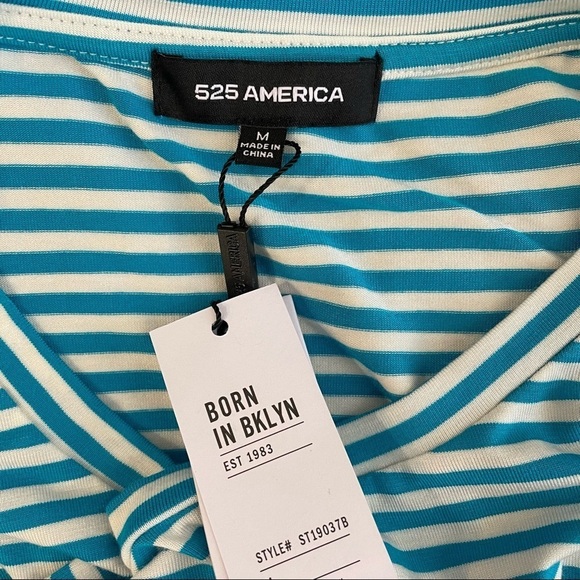 525 AMERICA
M
MADE IN
CHINA
BORN
IN BKLYN
EST 1983
STYLE# ST19037B